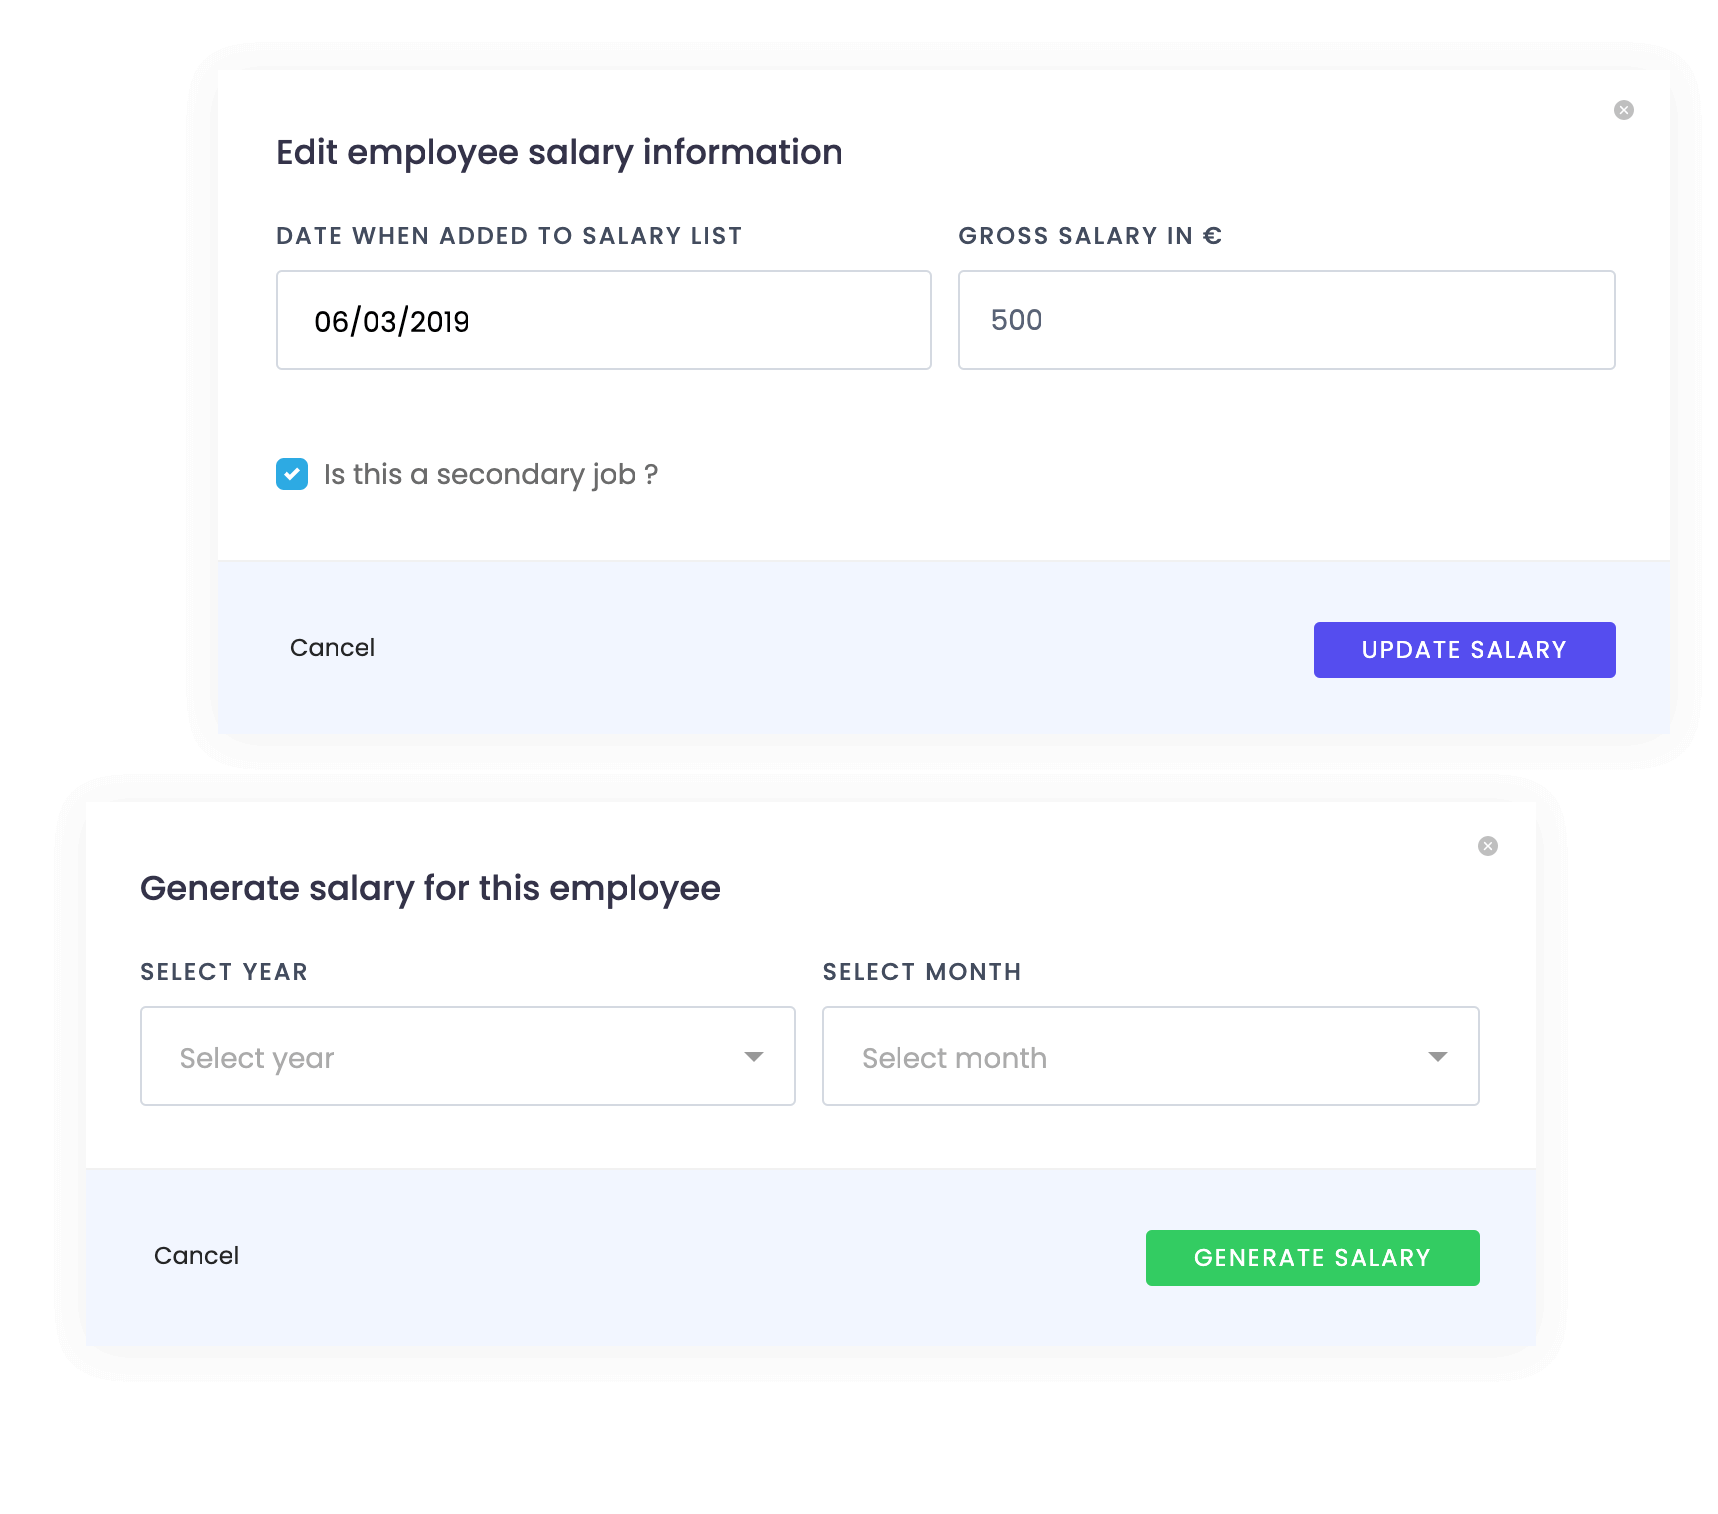 Edit employee salary information
DATE WHEN ADDED TO SALARY LIST
GROSS SALARY IN €
06/03/2019
500
Is this a secondary job ?
Cancel
UPDATE SALARY
Generate salary for this employee
SELECT YEAR
SELECT MONTH
Select year
Select month
Cancel
GENERATE SALARY